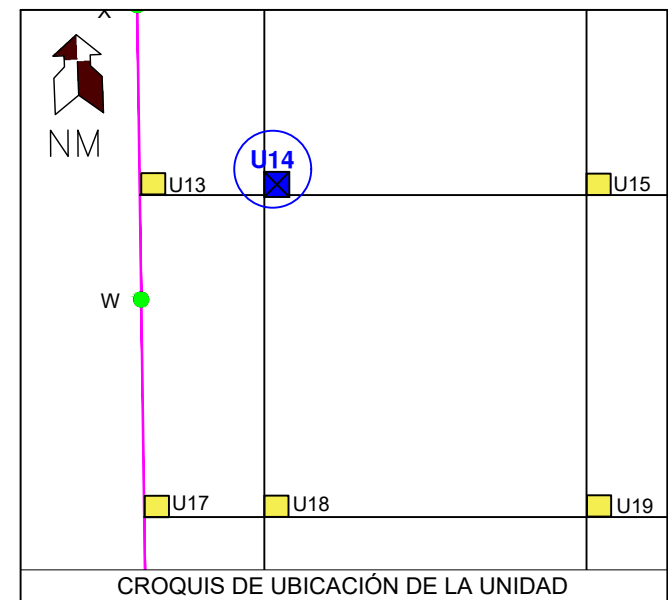 X
NM
U14
U13
U15
W
U17
U18
U19
CROQUIS DE UBICACIÓN DE LA UNIDAD